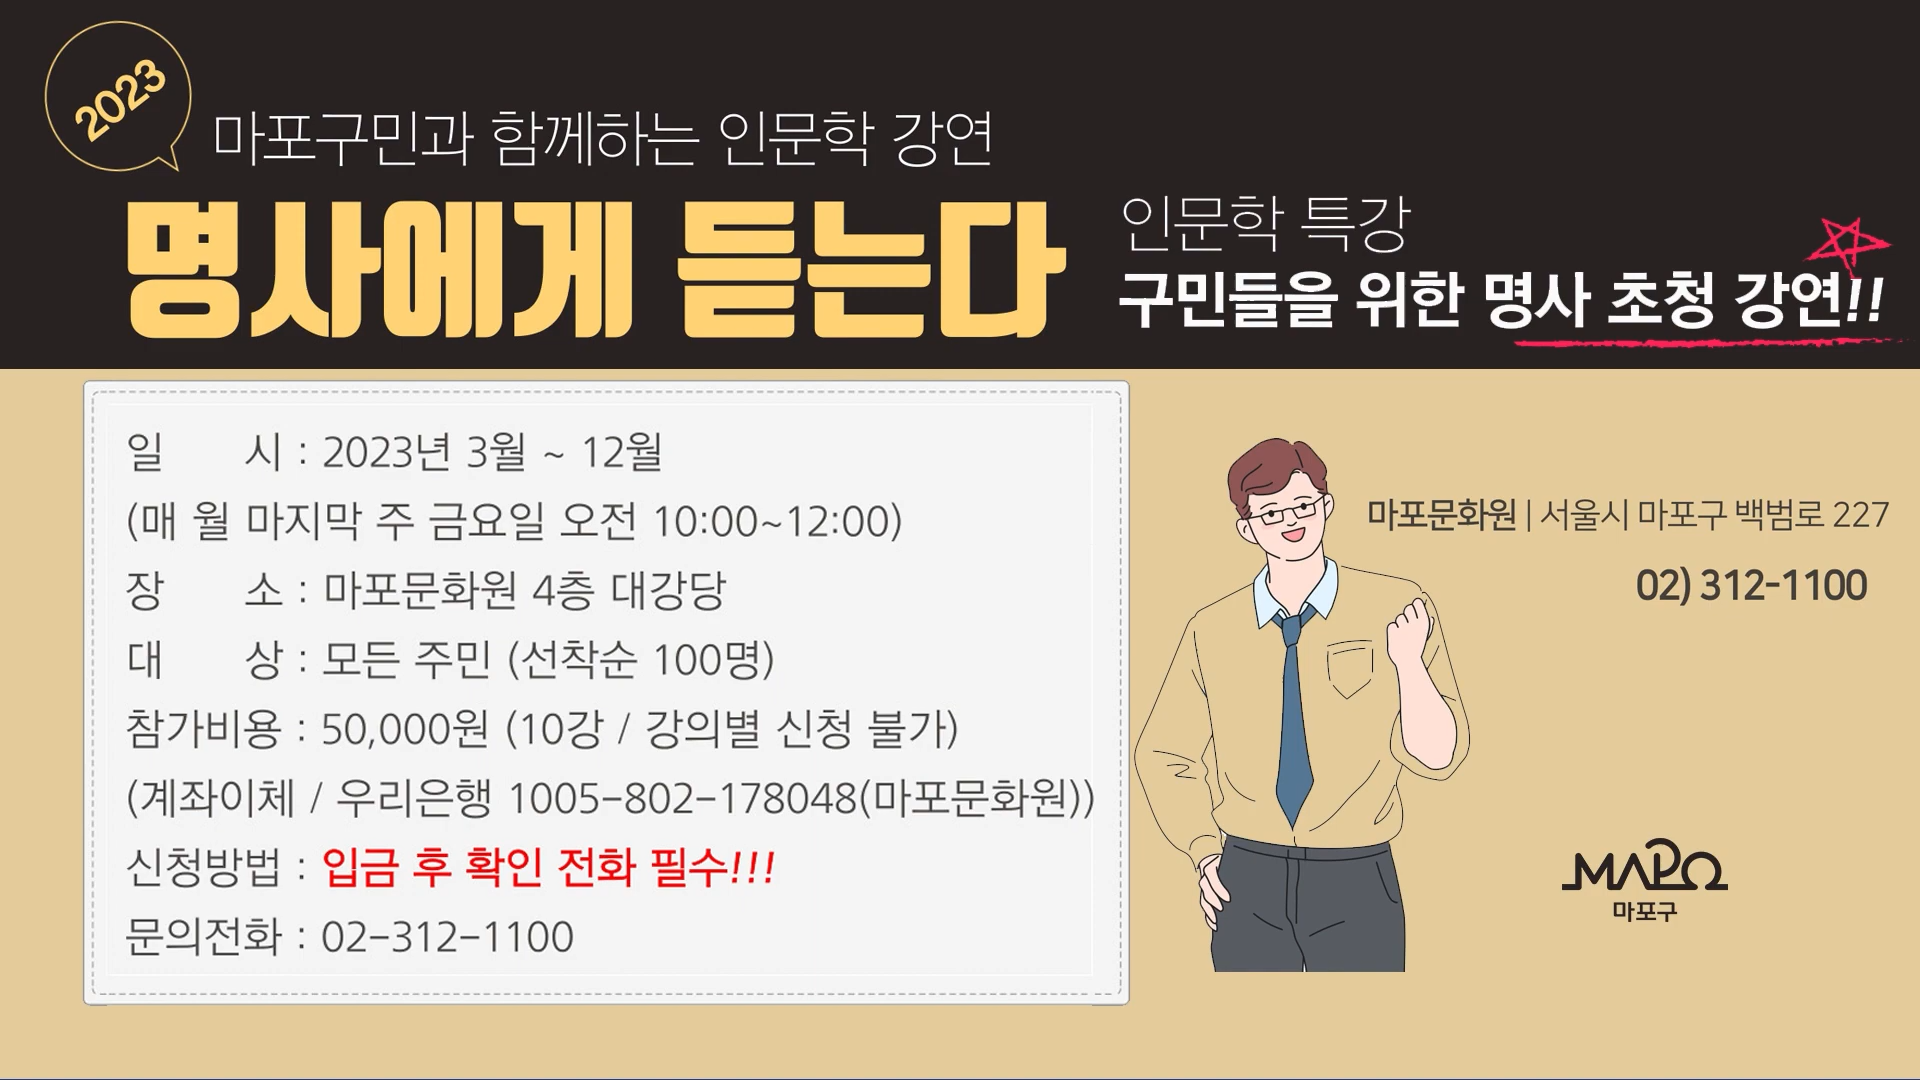 2023
마포구민과 함께하는 인문학 강연
명사에게 듣는다
인문학 특강
구민들을 위한 명사 초청 강연!!
일 시 : 2023년 3월 ~ 12월
(매 월 마지막 주 금요일 오전 10:00~12:00)
장 소 : 마포문화원 4층 대강당
대 상 : 모든 주민 (선착순 100명)
참가비용 : 50,000원 (10강 / 강의별 신청 불가)
(계좌이체 / 우리은행 1005-802-178048(마포문화원))
신청방법 : 입금 후 확인 전화 필수!!!
문의전화 : 02-312-1100
마포문화원 | 서울시 마포구 백범로 227
02) 312-1100
MAPO
마포구